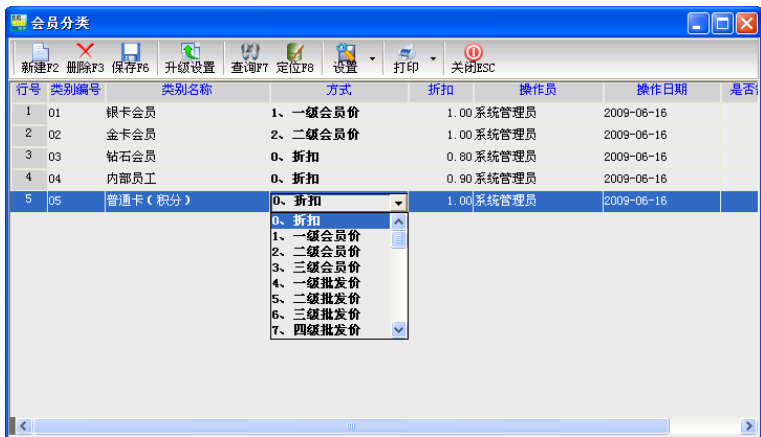 会员分类
新建F2 删除F3 保存F6 升级设置 查询F7 定位F8 设置 打印 关闭ESC
行号 类别编号 类别名称 方式 折扣 操作员 操作日期 是否
1 01 银卡会员 1、一级会员价 1.00 系统管理员 2009-06-16
2 02 金卡会员 2、二级会员价 1.00 系统管理员 2009-06-16
3 03 钻石会员 0、折扣 0.80 系统管理员 2009-06-16
4 04 内部员工 0、折扣 0.90 系统管理员 2009-06-16
5 05 普通卡(积分) 0、折扣 1.00 系统管理员 2009-06-16
0、折扣
1、一级会员价
2、二级会员价
3、三级会员价
4、一级批发价
5、二级批发价
6、三级批发价
7、四级批发价